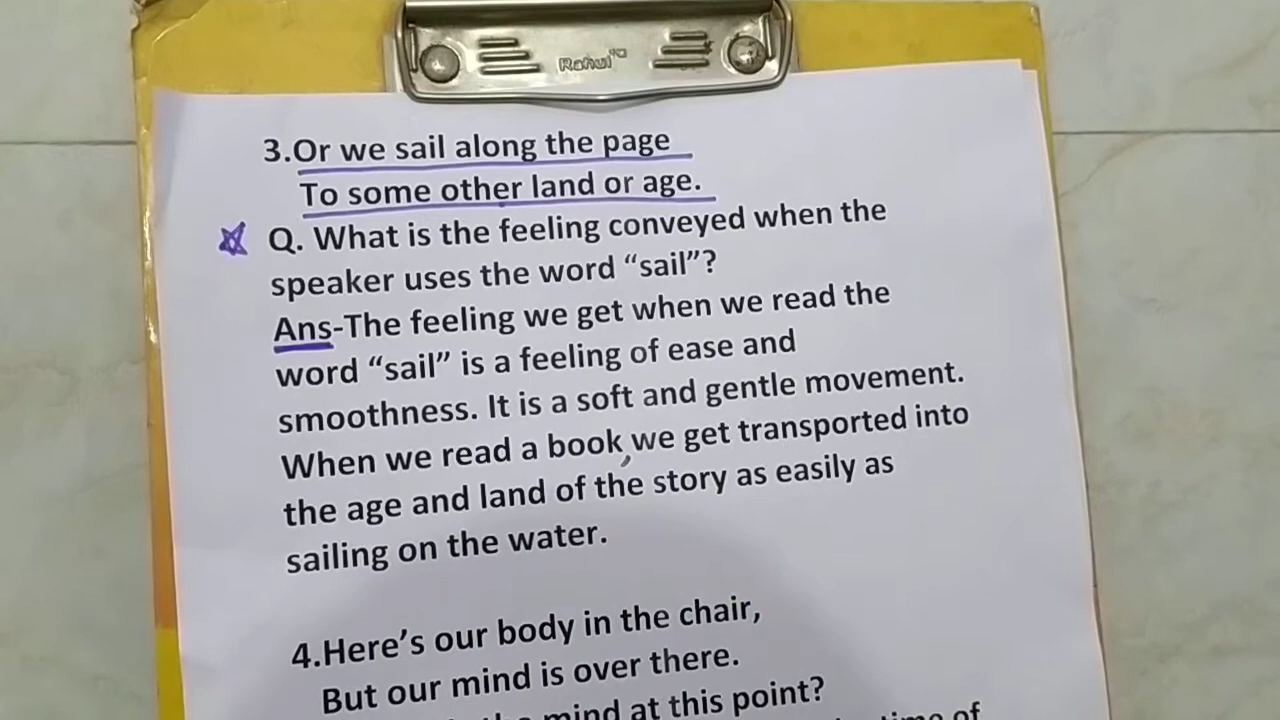 Rahul
3.Or we sail along the page
To some other land or age.
Q. What is the feeling conveyed when the
speaker uses the word “sail”?
Ans-The feeling we get when we read the
word “sail” is a feeling of ease and
smoothness. It is a soft and gentle movement.
When we read a book,we get transported into
the age and land of the story as easily as
sailing on the water.
4.Here’s our body in the chair,
But our mind is over there.
mind at this point?
time of